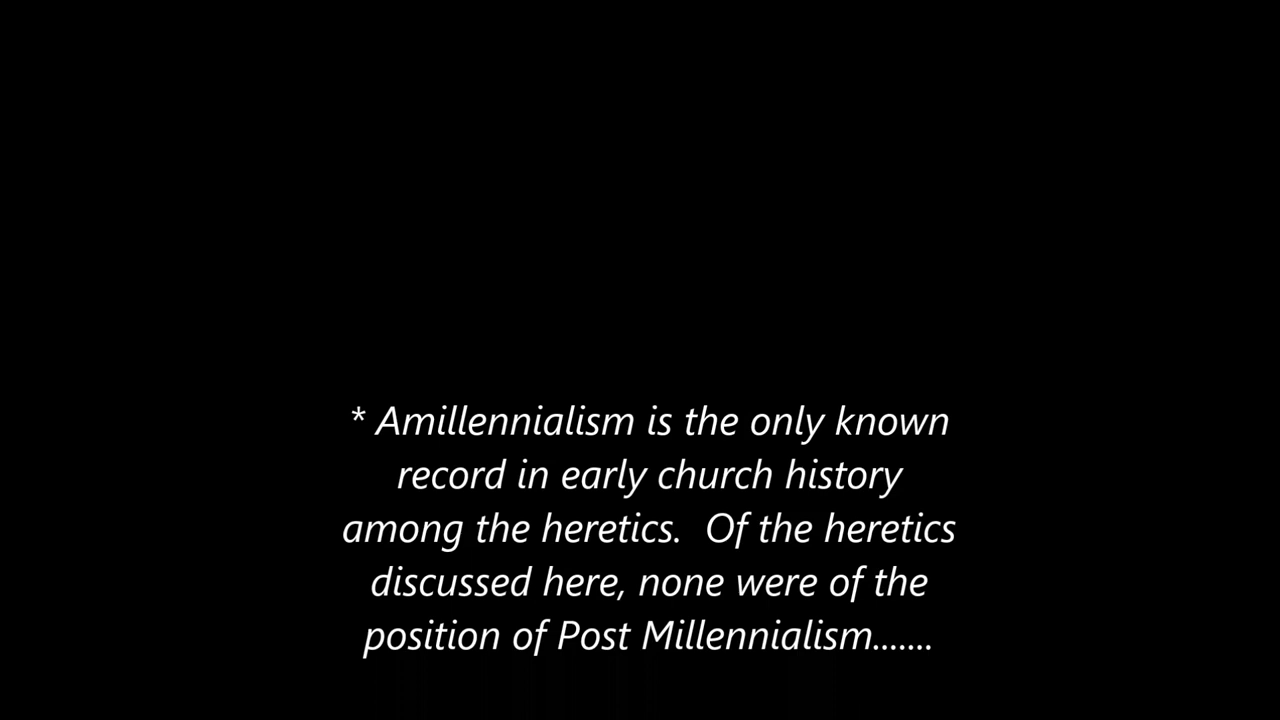 * Amillennialism is the only known
record in early church history
among the heretics.  Of the heretics
discussed here, none were of the
position of Post Millennialism.......